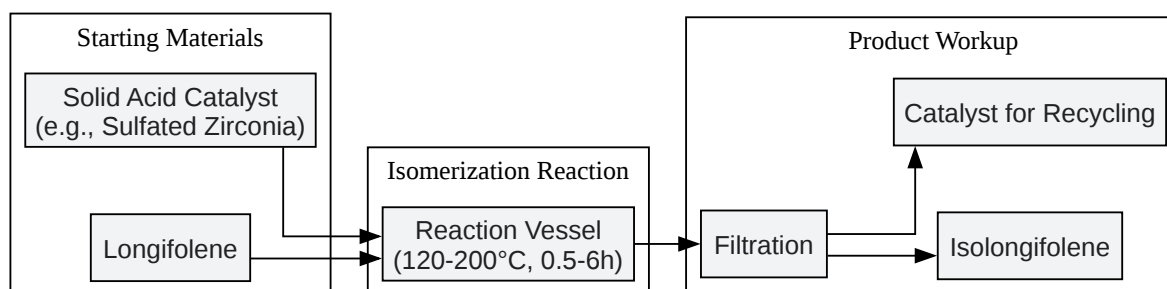 Starting Materials
Solid Acid Catalyst
(e.g., Sulfated Zirconia)
Longifolene
Isomerization Reaction
Reaction Vessel
(120-200°C, 0.5-6h)
Product Workup
Filtration
Catalyst for Recycling
Isolongifolene